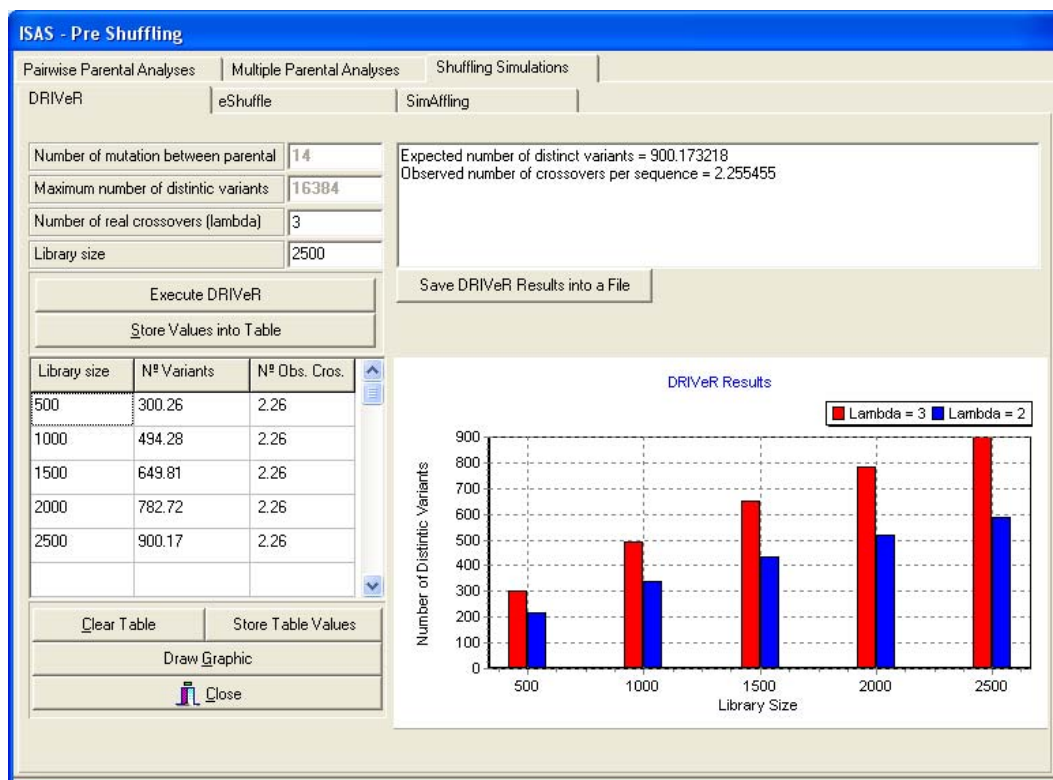 ISAS - Pre Shuffling
Pairwise Parental Analyses Multiple Parental Analyses Shuffling Simulations
DRIVeR eShuffle SimAffling
Number of mutation between parental 14
Maximum number of distintic variants 16384
Number of real crossovers (lambda) 3
Library size 2500
Expected number of distinct variants = 900.173218
Observed number of crossovers per sequence = 2.255455
Execute DRIVeR
Save DRIVeR Results into a File
Store Values into Table
Library size Nº Variants Nº Obs. Cros.
500 300.26 2.26
1000 494.28 2.26
1500 649.81 2.26
2000 782.72 2.26
2500 900.17 2.26
Clear Table Store Table Values
Draw Graphic
Close
DRIVeR Results
Lambda = 3 Lambda = 2
Number of Distintic Variants
900
800
700
600
500
400
300
200
100
0
500 1000 1500 2000 2500
Library Size